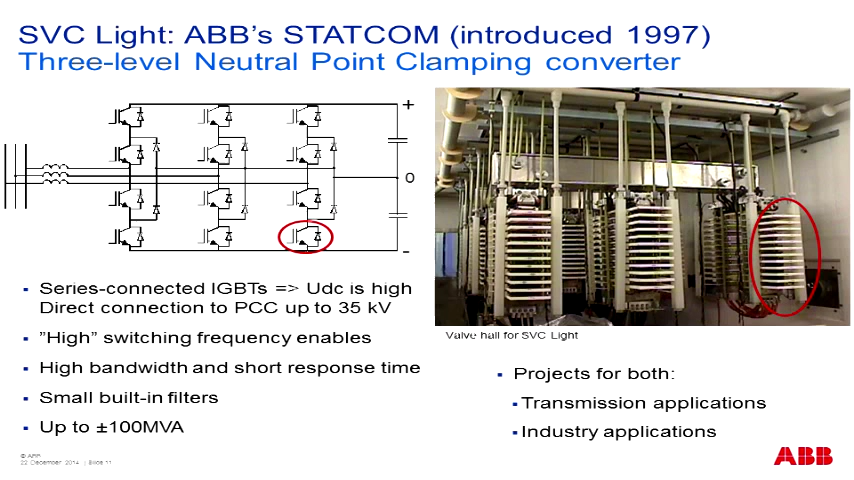 SVC Light: ABB's STATCOM (introduced 1997)
Three-level Neutral Point Clamping converter
+
0
-
▪ Series-connected IGBTs => Udc is high
Direct connection to PCC up to 35 kV
▪ "High" switching frequency enables
▪ High bandwidth and short response time
▪ Small built-in filters
▪ Up to ±100MVA
Valve hall for SVC Light
▪ Projects for both:
▪ Transmission applications
▪ Industry applications
© ABB
22 December 2014 | Slide 11
ABB